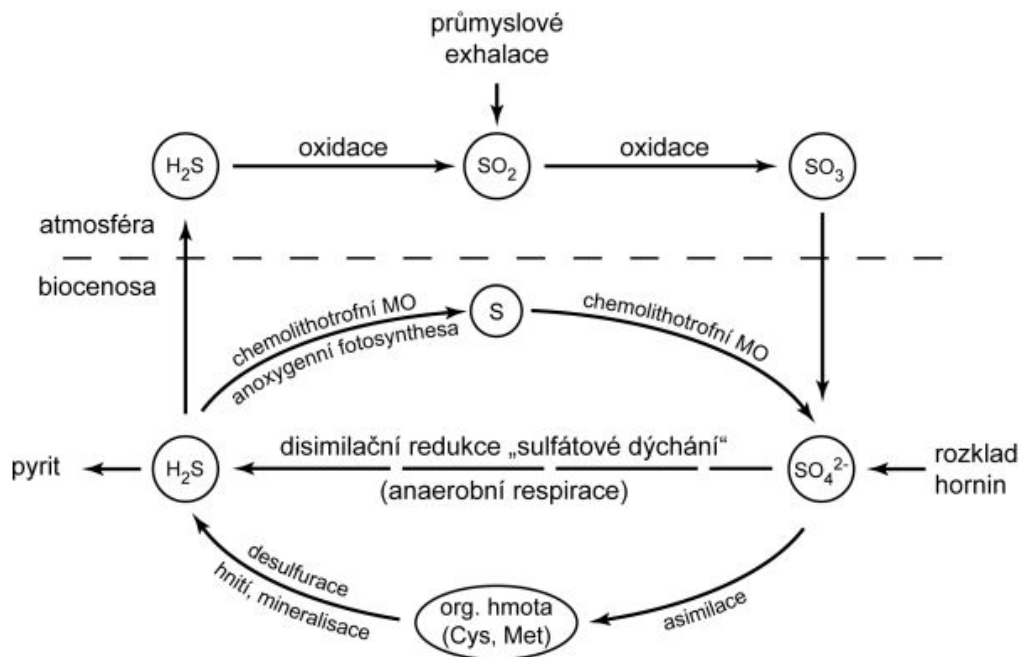 průmyslové
exhalace
H₂S
oxidace
SO₂
oxidace
SO₃
atmosféra
biocenosa
chemolithotrofní MO
anoxygenní fotosynthesa
S
chemolithotrofní MO
pyrit
H₂S
disimilační redukce „sulfátové dýchání“
(anaerobní respirace)
SO₄²⁻
rozklad
hornin
desulfurace
hnití, mineralisace
org. hmota
(Cys, Met)
asimilace